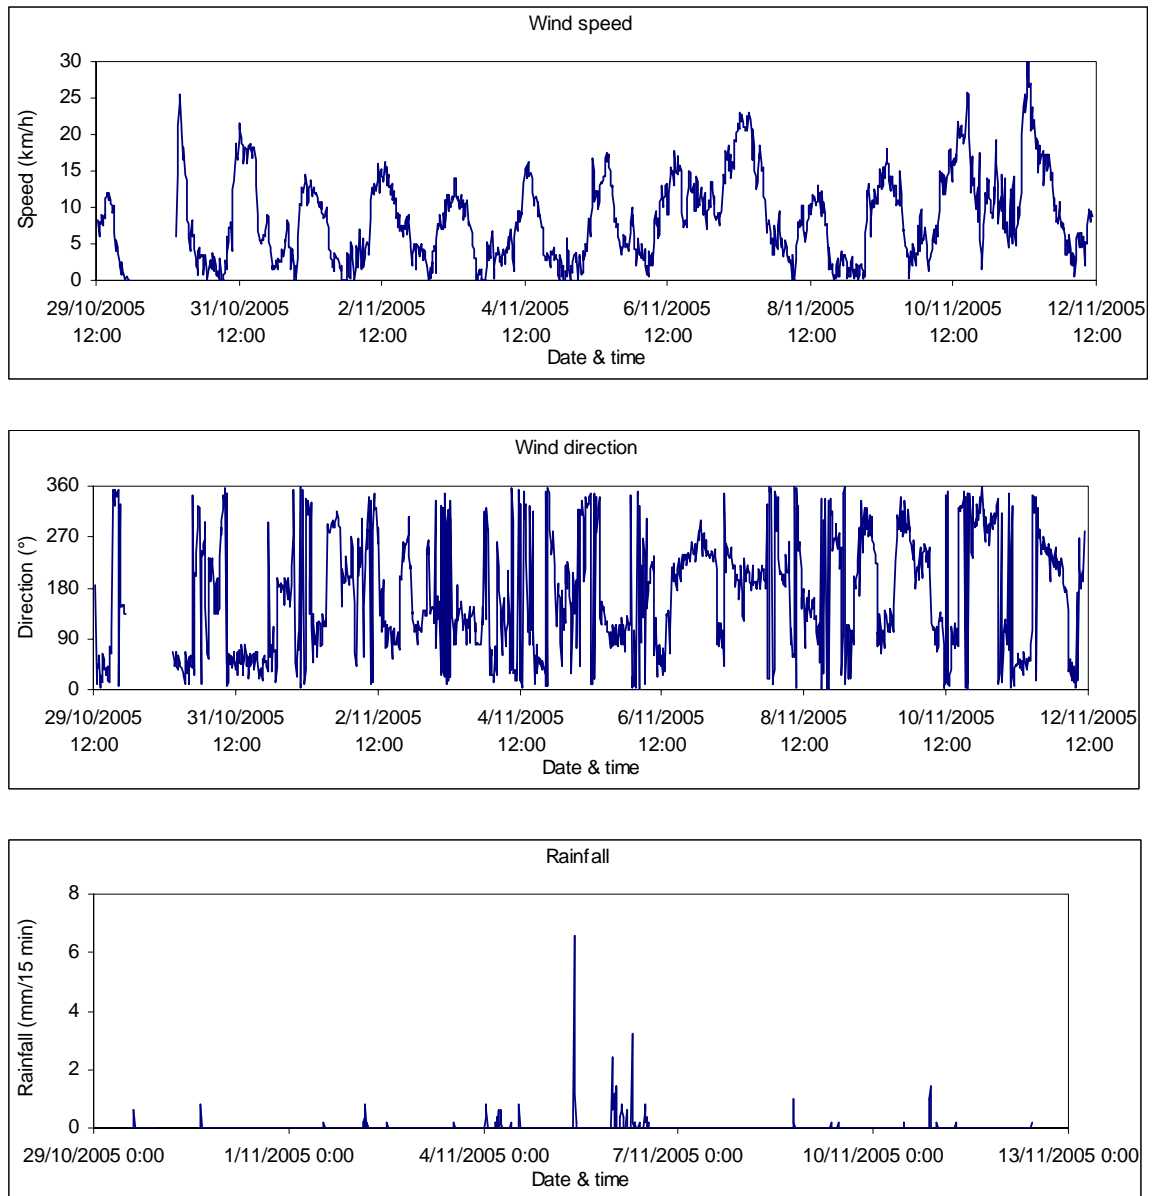 Wind speed
30
25
20
15
10
5
0
Speed (km/h)
29/10/2005 31/10/2005 2/11/2005 4/11/2005 6/11/2005 8/11/2005 10/11/2005 12/11/2005
12:00 12:00 12:00 12:00 12:00 12:00 12:00 12:00
Date & time
Wind direction
360
270
180
90
0
Direction (°)
29/10/2005 31/10/2005 2/11/2005 4/11/2005 6/11/2005 8/11/2005 10/11/2005 12/11/2005
12:00 12:00 12:00 12:00 12:00 12:00 12:00 12:00
Date & time
Rainfall
8
6
4
2
0
Rainfall (mm/15 min)
29/10/2005 0:00 1/11/2005 0:00 4/11/2005 0:00 7/11/2005 0:00 10/11/2005 0:00 13/11/2005 0:00
Date & time